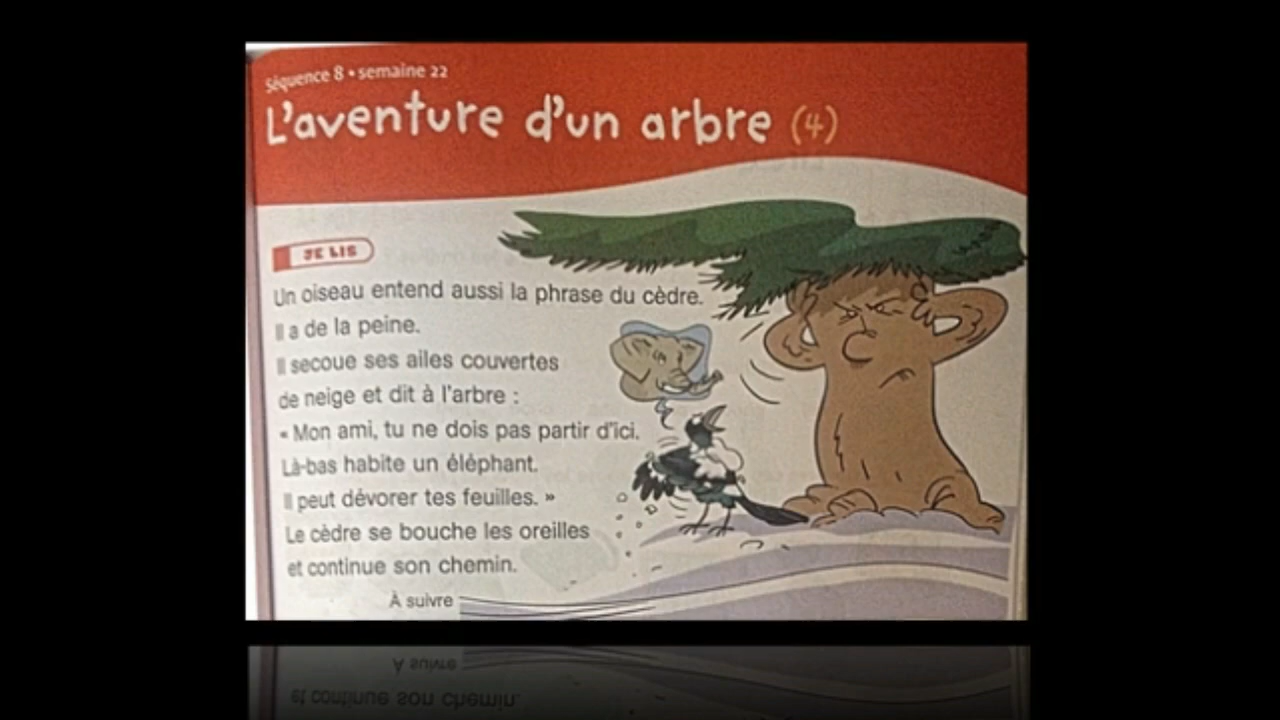 Séquence 8 • semaine 22
L'aventure d'un arbre (4)
JE LIS
Un oiseau entend aussi la phrase du cèdre.
Il a de la peine.
Il secoue ses ailes couvertes
de neige et dit à l'arbre :
« Mon ami, tu ne dois pas partir d'ici.
Là-bas habite un éléphant.
Il peut dévorer tes feuilles. »
Le cèdre se bouche les oreilles
et continue son chemin.
À suivre